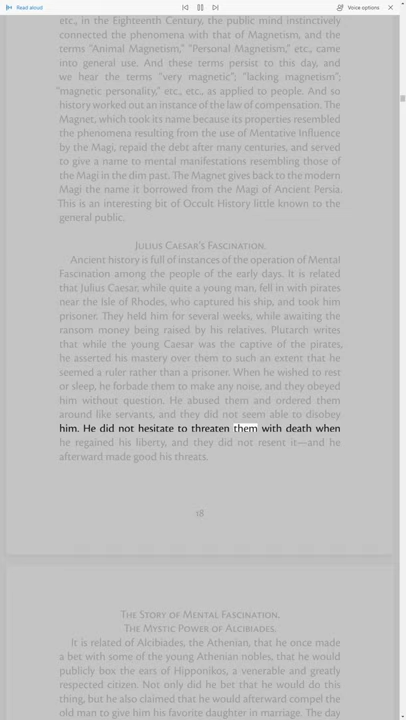 Read aloud
Voice options
etc., in the Eighteenth Century, the public mind instinctively
connected the phenomena with that of Magnetism, and the
terms “Animal Magnetism,” “Personal Magnetism,” etc., came
into general use. And these terms persist to this day, and
we hear the terms “very magnetic”; “lacking magnetism”;
“magnetic personality,” etc., etc., as applied to people. And so
history worked out an instance of the law of compensation. The
Magnet, which took its name because its properties resembled
the phenomena resulting from the use of Mentative Influence
by the Magi, repaid the debt after many centuries, and served
to give a name to mental manifestations resembling those of
the Magi in the dim past. The Magnet gives back to the modern
Magi the name it borrowed from the Magi of Ancient Persia.
This is an interesting bit of Occult History little known to the
general public.
Julius Caesar’s Fascination.
Ancient history is full of instances of the operation of Mental
Fascination among the people of the early days. It is related
that Julius Caesar, while quite a young man, fell in with pirates
near the Isle of Rhodes, who captured his ship, and took him
prisoner. They held him for several weeks, while awaiting the
ransom money being raised by his relatives. Plutarch writes
that while the young Caesar was the captive of the pirates,
he asserted his mastery over them to such an extent that he
seemed a ruler rather than a prisoner. When he wished to rest
or sleep, he forbade them to make any noise, and they obeyed
him without question. He abused them and ordered them
around like servants, and they did not seem able to disobey
him. He did not hesitate to threaten them with death when
he regained his liberty, and they did not resent it—and he
afterward made good his threats.
18
The Story of Mental Fascination.
The Mystic Power of Alcibiades.
It is related of Alcibiades, the Athenian, that he once made
a bet with some of the young Athenian nobles, that he would
publicly box the ears of Hipponikos, a venerable and greatly
respected citizen. Not only did he bet that he would do this
thing, but he also claimed that he would afterward compel the
old man to give him his favorite daughter in marriage. The day